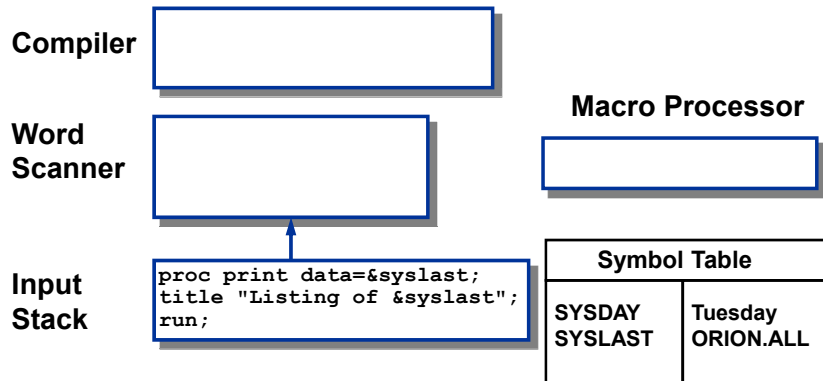 Compiler
Word
Scanner
Macro Processor
Input
Stack
proc print data=&syslast;
title "Listing of &syslast";
run;
Symbol Table
SYSDAY Tuesday
SYSLAST ORION.ALL